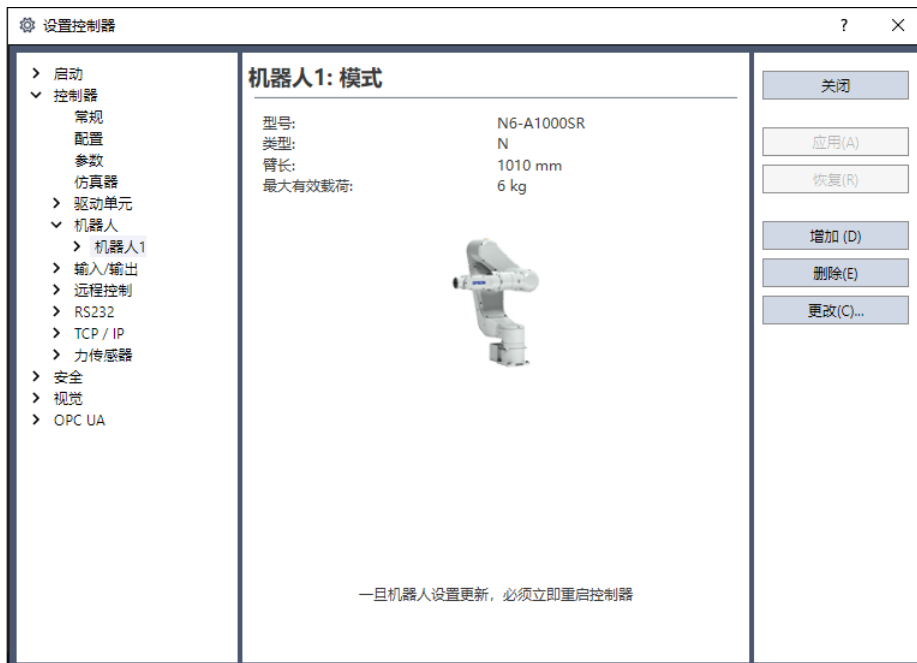 设置控制器
?
启动
控制器
常规
配置
参数
仿真器
驱动单元
机器人
机器人1
输入/输出
远程控制
RS232
TCP / IP
力传感器
安全
视觉
OPC UA
机器人1: 模式
型号: N6-A1000SR
类型: N
臂长: 1010 mm
最大有效载荷: 6 kg
EPSON
一旦机器人设置更新，必须立即重启控制器
关闭
应用(A)
恢复(R)
增加 (D)
删除(E)
更改(C)...